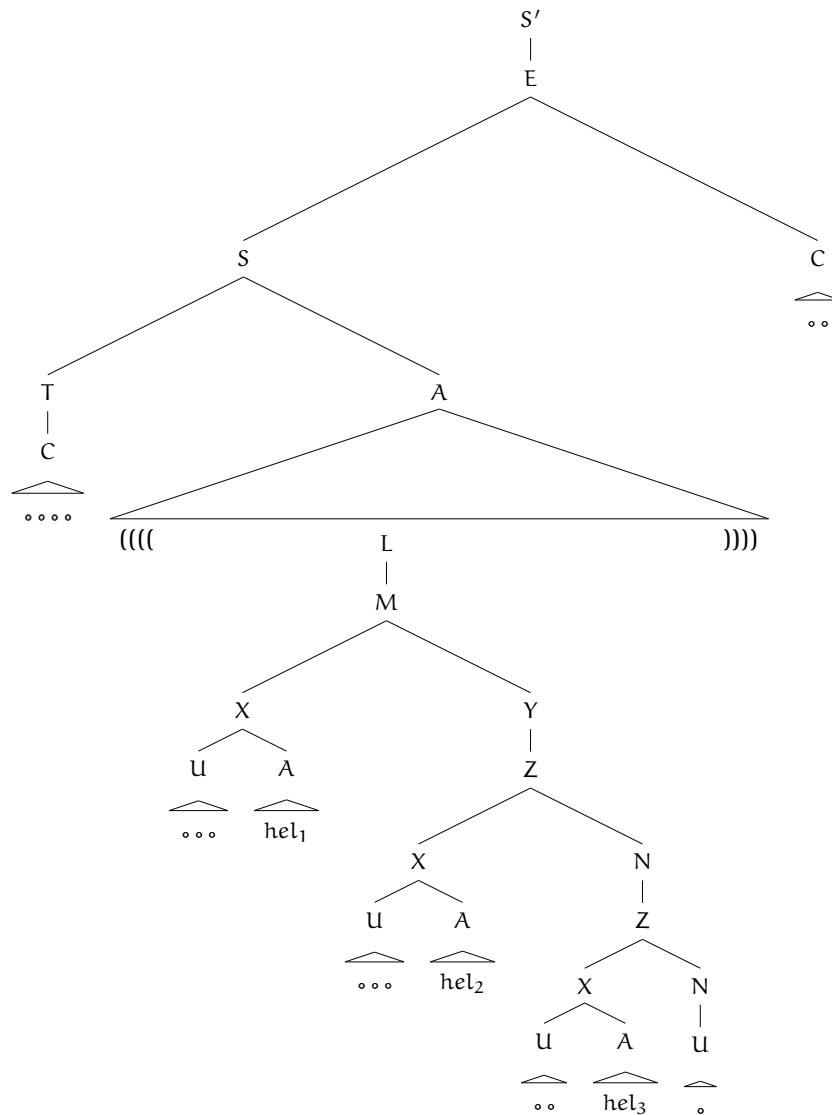 S′
E
S C
∘∘
T A
C
∘∘∘∘
(((( L ))))
M
X Y
U A Z
∘∘∘ hel₁
X N
U A Z
∘∘∘ hel₂ X N
U A U
∘∘ hel₃ ∘